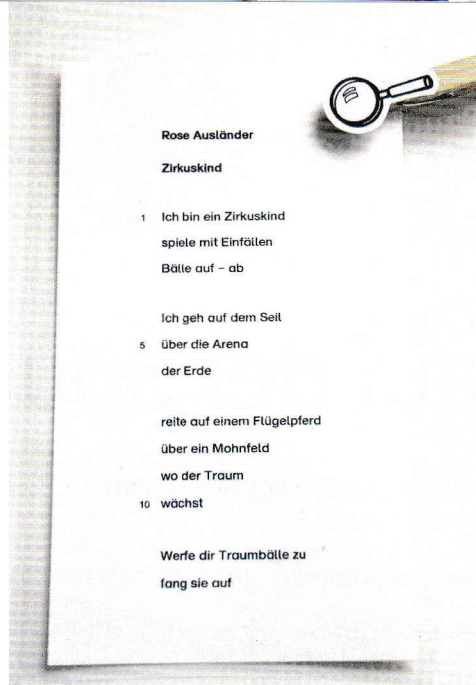 Rose Ausländer
Zirkuskind
1 Ich bin ein Zirkuskind
spiele mit Einfällen
Bälle auf – ab
Ich geh auf dem Seil
5 über die Arena
der Erde
reite auf einem Flügelpferd
über ein Mohnfeld
wo der Traum
10 wächst
Werfe dir Traumbälle zu
fang sie auf